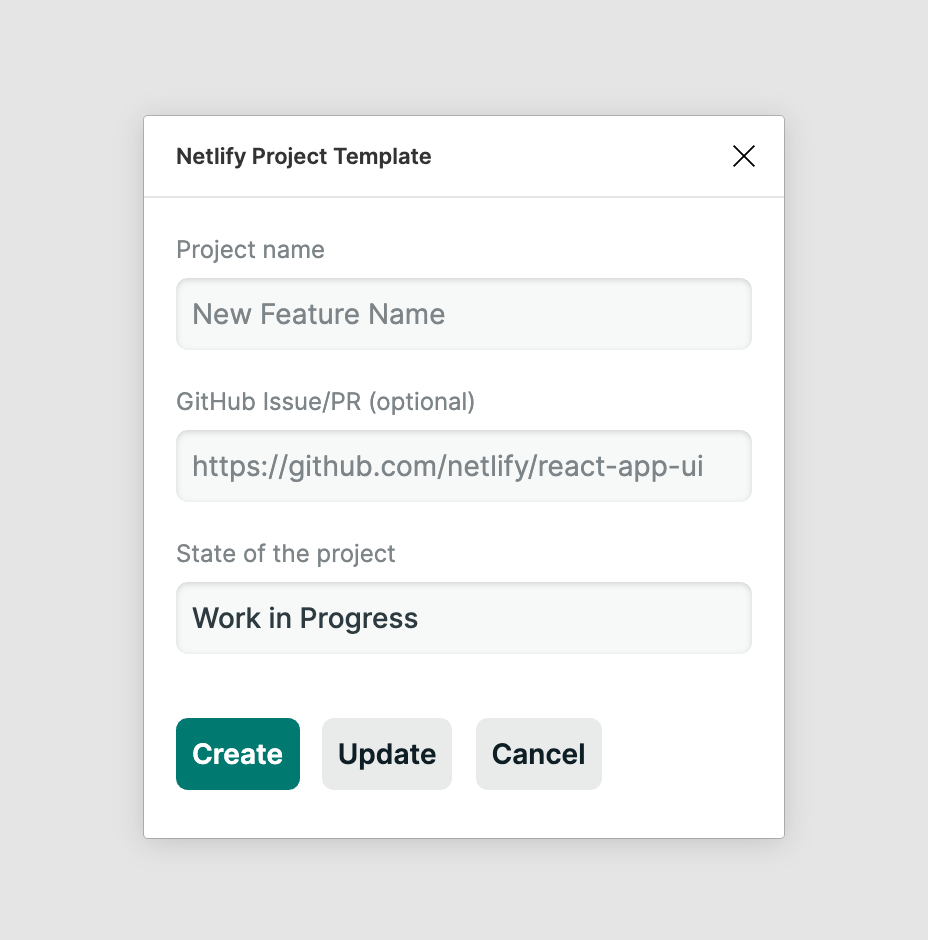 Netlify Project Template
Project name
New Feature Name
GitHub Issue/PR (optional)
https://github.com/netlify/react-app-ui
State of the project
Work in Progress
Create Update Cancel